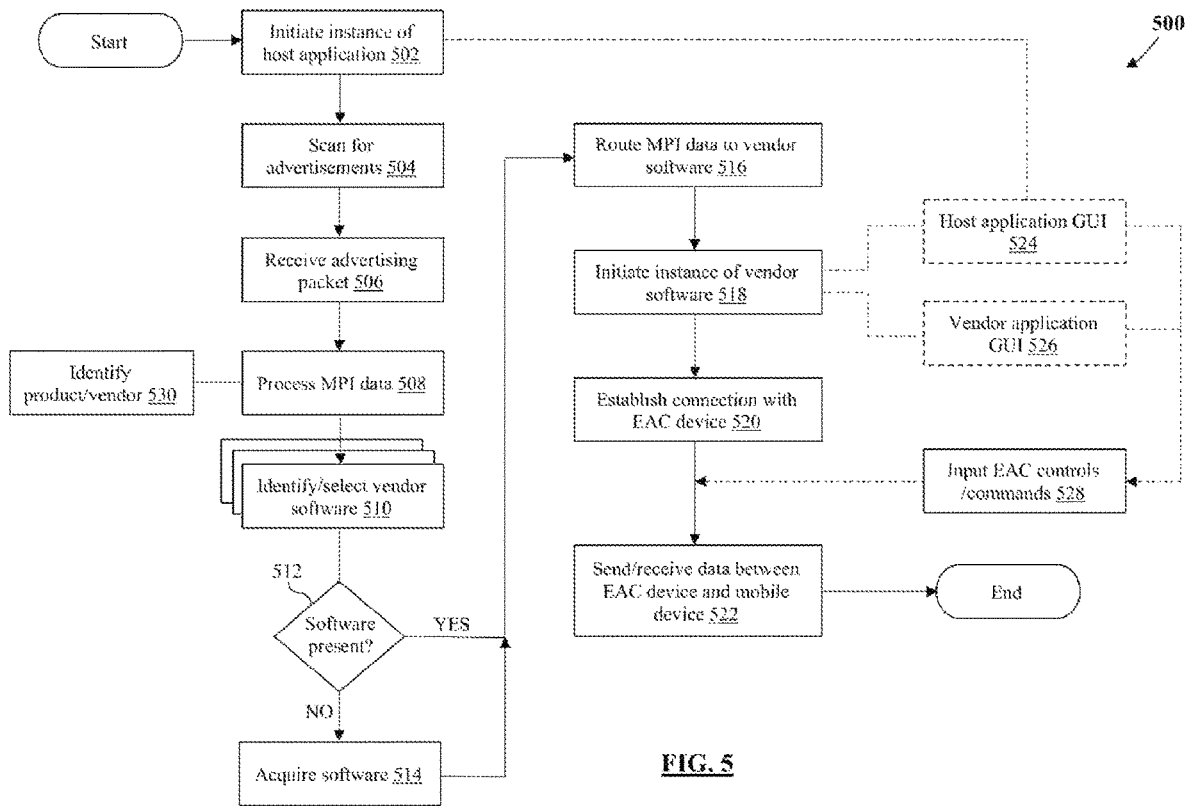 500
Start
Initiate instance of
host application 502
Scan for
advertisements 504
Receive advertising
packet 506
Identify
product/vendor 530
Process MPI data 508
Identify/select vendor
software 510
512
Software
present?
YES
NO
Acquire software 514
Route MPI data to vendor
software 516
Initiate instance of vendor
software 518
Host application GUI
524
Vendor application
GUI 526
Establish connection with
EAC device 520
Input EAC controls
/commands 528
Send/receive data between
EAC device and mobile
device 522
End
FIG. 5